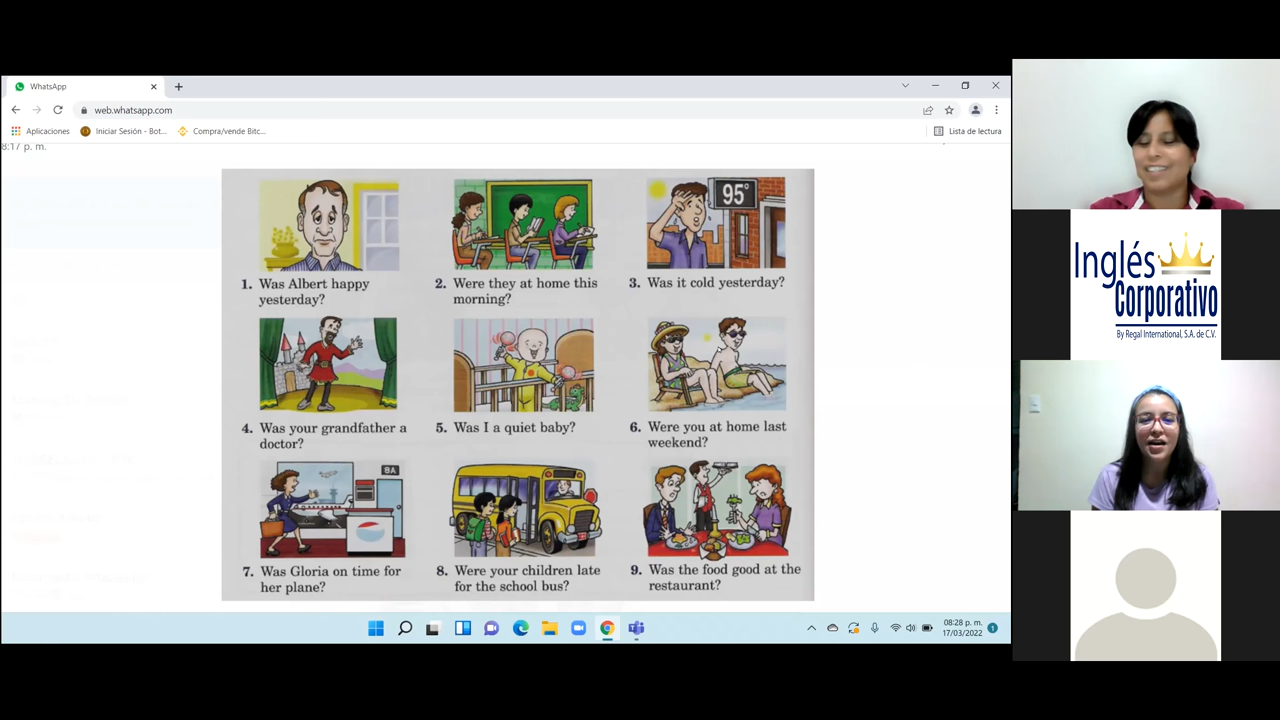 WhatsApp
web.whatsapp.com
Aplicaciones
Iniciar Sesión - Bot...
Compra/vende Bitc...
Lista de lectura
8:17 p. m.
95°
1. Was Albert happy
yesterday?
2. Were they at home this
morning?
3. Was it cold yesterday?
4. Was your grandfather a
doctor?
5. Was I a quiet baby?
6. Were you at home last
weekend?
8A
7. Was Gloria on time for
her plane?
8. Were your children late
for the school bus?
9. Was the food good at the
restaurant?
08:28 p. m.
17/03/2022
1
Inglés
Corporativo
By Regal International, S.A. de C.V.